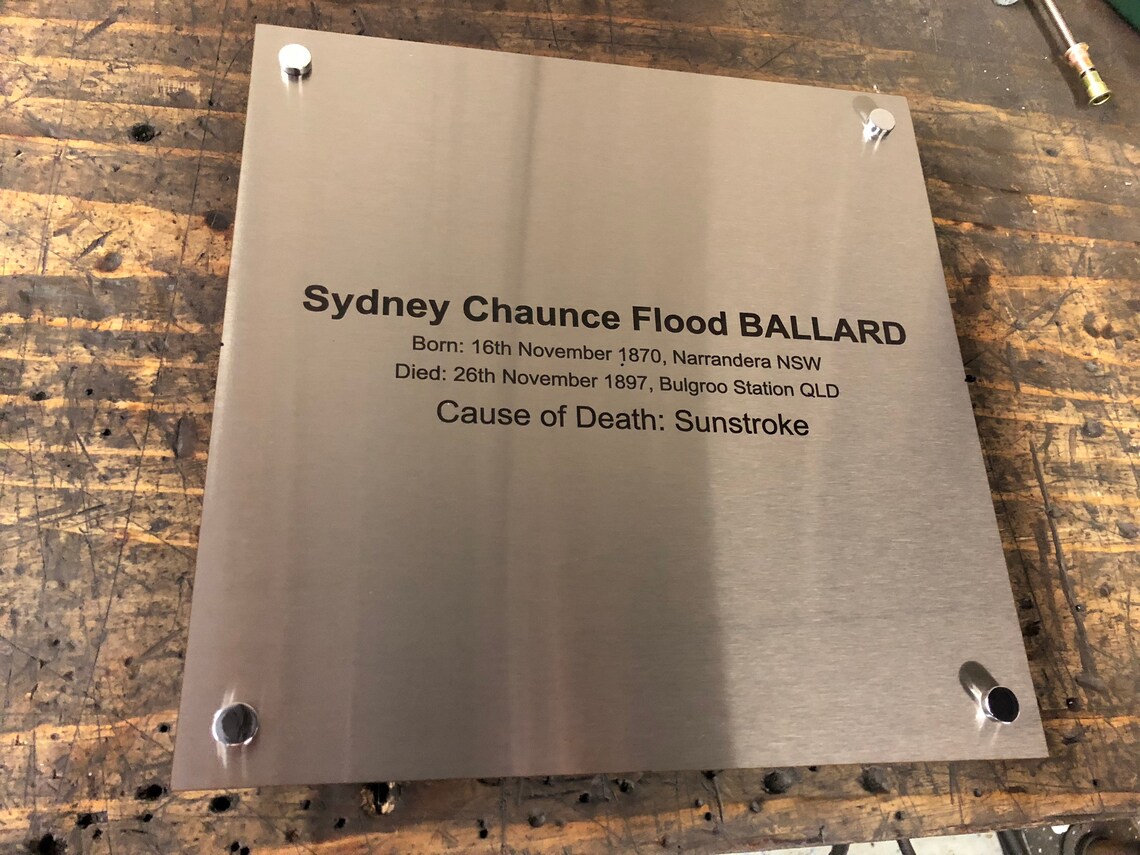 Sydney Chaunce Flood BALLARD
Born: 16th November 1870, Narrandera NSW
Died: 26th November 1897, Bulgroo Station QLD
Cause of Death: Sunstroke